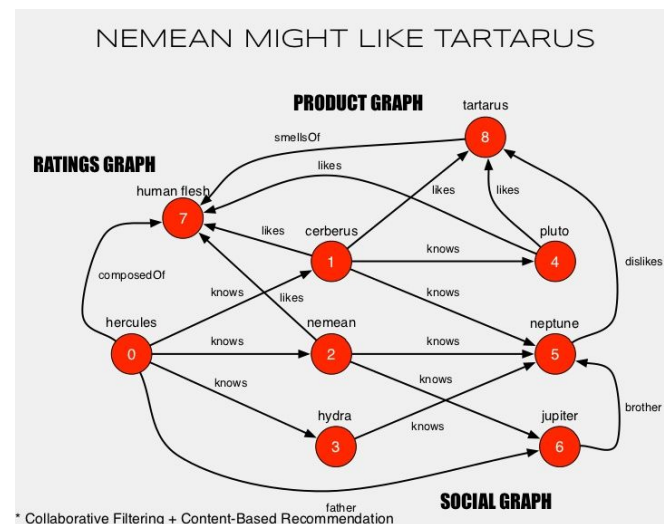 NEMEAN MIGHT LIKE TARTARUS
PRODUCT GRAPH
tartarus
8
smellsOf
RATINGS GRAPH
likes
human flesh
7
likes
likes
cerberus
1
likes
pluto
4
knows
composedOf
knows
likes
knows
dislikes
hercules
0
nemean
2
neptune
5
knows
knows
knows
knows
hydra
3
knows
jupiter
6
brother
father
SOCIAL GRAPH
* Collaborative Filtering + Content-Based Recommendation